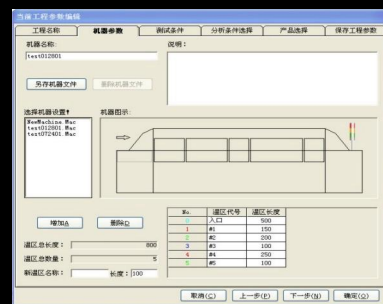 当前工程参数编辑
工程名称 机器参数 测试条件 分析条件选择 产品选择 保存工程参数
机器名称: 说明:
test012801
另存机器文件 删除机器文件
选择机器设置↑ 机器图示:
NewMachine.Mac
test012801.Mac
test072401.Mac
No. 温区代号 温区长度
0 入口 500
1 #1 150
2 #2 200
3 #3 100
4 #4 250
5 #5 100
增加A 删除D
温区总长度: 800
温区总数量: 5
新温区名称: 长度: 100
取消(C) 上一步(P) 下一步(N) 确定(O)